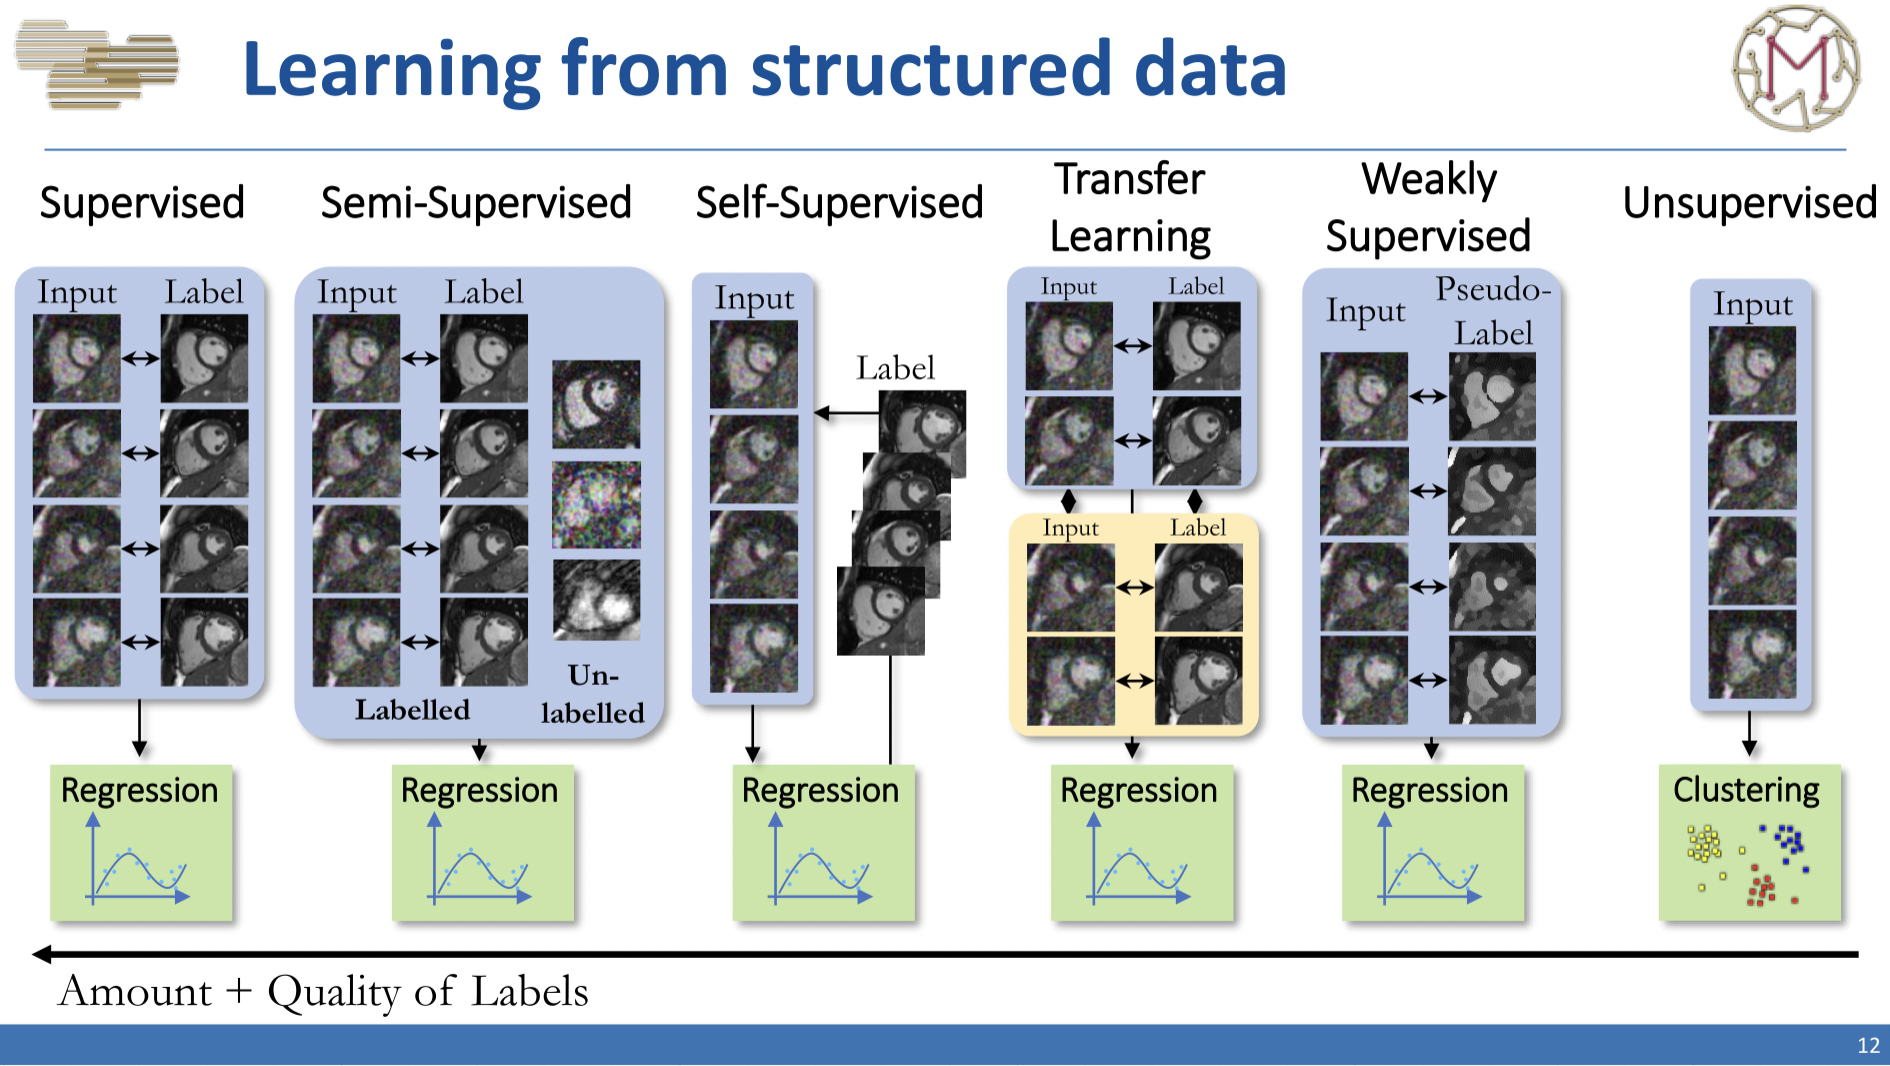 Learning from structured data
Supervised
Input Label
Regression
Semi-Supervised
Input Label
Labelled
Un-
labelled
Regression
Self-Supervised
Input
Label
Regression
Transfer
Learning
Input Label
Input Label
Regression
Weakly
Supervised
Input
Pseudo-
Label
Regression
Unsupervised
Input
Clustering
Amount + Quality of Labels
12